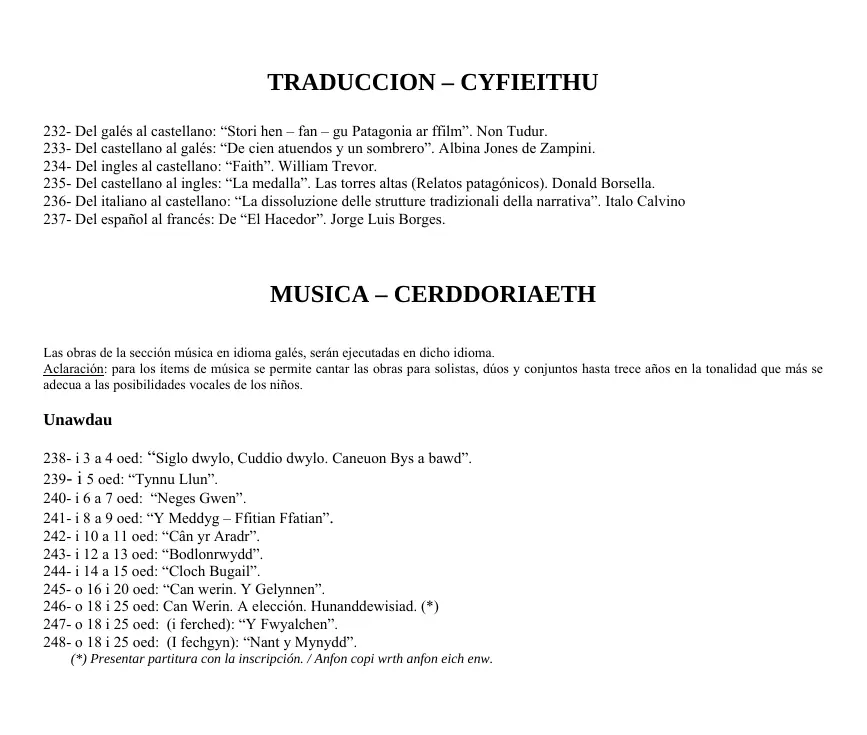 TRADUCCION – CYFIEITHU
232- Del galés al castellano: “Stori hen – fan – gu Patagonia ar ffilm”. Non Tudur.
233- Del castellano al galés: “De cien atuendos y un sombrero”. Albina Jones de Zampini.
234- Del ingles al castellano: “Faith”. William Trevor.
235- Del castellano al ingles: “La medalla”. Las torres altas (Relatos patagónicos). Donald Borsella.
236- Del italiano al castellano: “La dissoluzione delle strutture tradizionali della narrativa”. Italo Calvino
237- Del español al francés: De “El Hacedor”. Jorge Luis Borges.
MUSICA – CERDDORIAETH
Las obras de la sección música en idioma galés, serán ejecutadas en dicho idioma.
Aclaración: para los ítems de música se permite cantar las obras para solistas, dúos y conjuntos hasta trece años en la tonalidad que más se
adecua a las posibilidades vocales de los niños.
Unawdau
238- i 3 a 4 oed: “Siglo dwylo, Cuddio dwylo. Caneuon Bys a bawd”.
239- i 5 oed: “Tynnu Llun”.
240- i 6 a 7 oed:  “Neges Gwen”.
241- i 8 a 9 oed: “Y Meddyg – Ffitian Ffatian”.
242- i 10 a 11 oed: “Cân yr Aradr”.
243- i 12 a 13 oed: “Bodlonrwydd”.
244- i 14 a 15 oed: “Cloch Bugail”.
245- o 16 i 20 oed: “Can werin. Y Gelynnen”.
246- o 18 i 25 oed: Can Werin. A elección. Hunanddewisiad. (*)
247- o 18 i 25 oed:  (i ferched): “Y Fwyalchen”.
248- o 18 i 25 oed:  (I fechgyn): “Nant y Mynydd”.
(*) Presentar partitura con la inscripción. / Anfon copi wrth anfon eich enw.